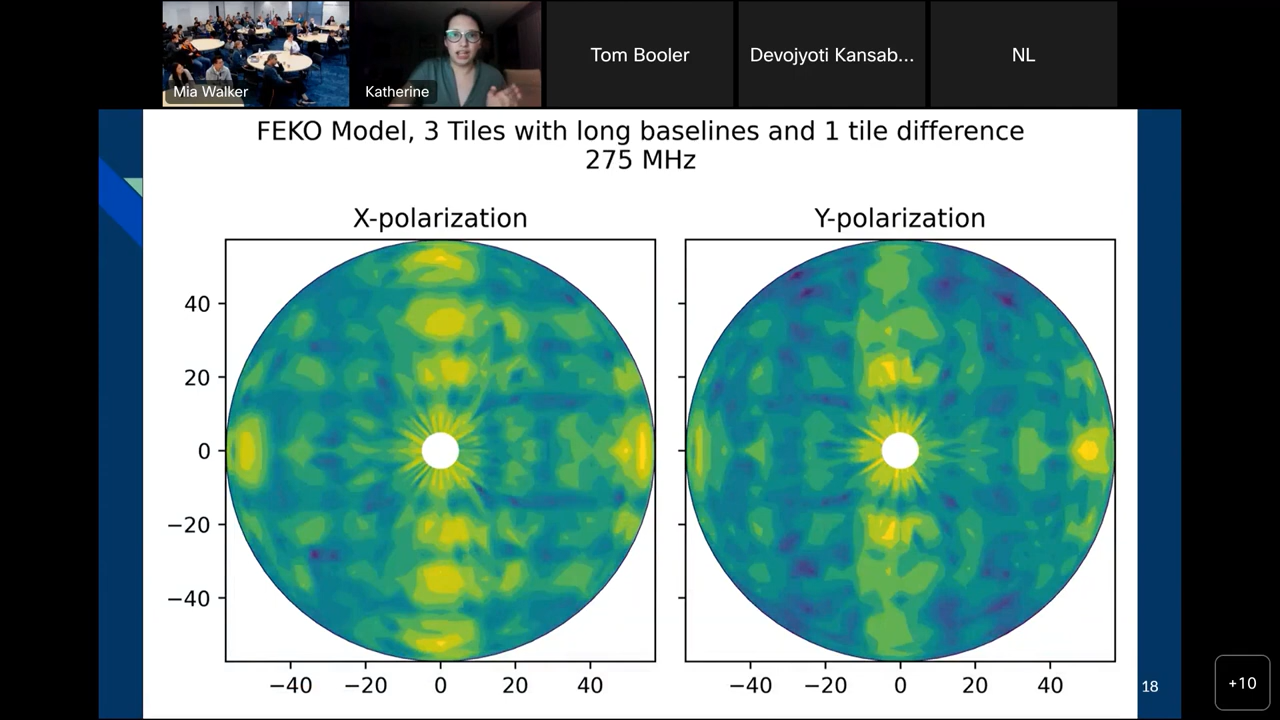 Mia Walker
Katherine
Tom Booler
Devojyoti Kansab...
NL
FEKO Model, 3 Tiles with long baselines and 1 tile difference
275 MHz
X-polarization
Y-polarization
40
20
0
−20
−40
−40 −20 0 20 40
−40 −20 0 20 40
18
+10